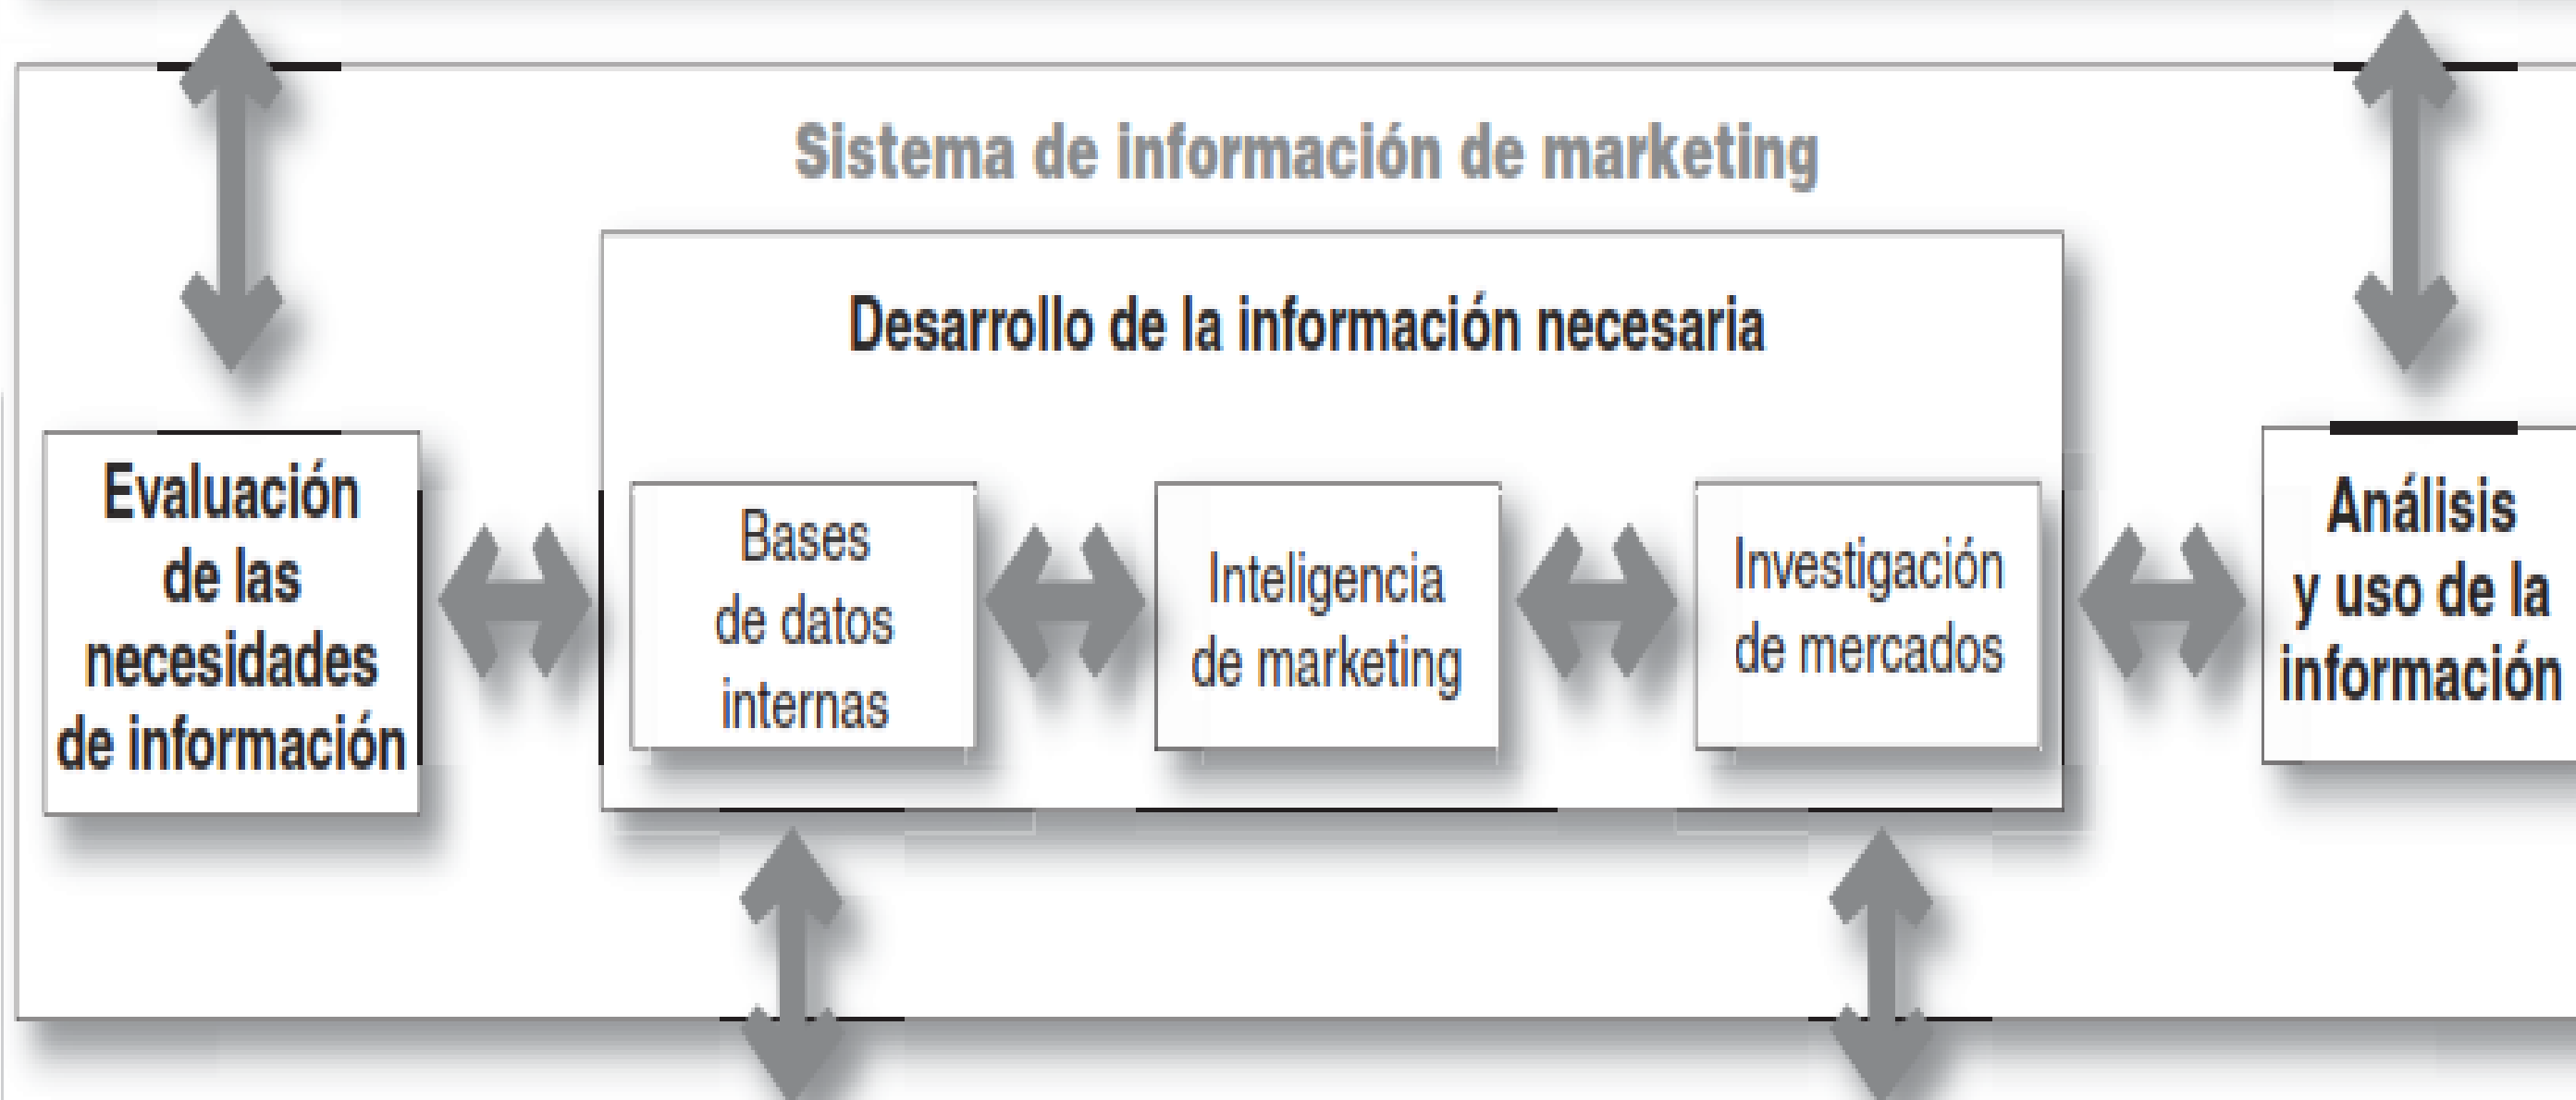 Sistema de información de marketing
Desarrollo de la información necesaria
Evaluación
de las
necesidades
de información
Bases
de datos
internas
Inteligencia
de marketing
Investigación
de mercados
Análisis
y uso de la
información